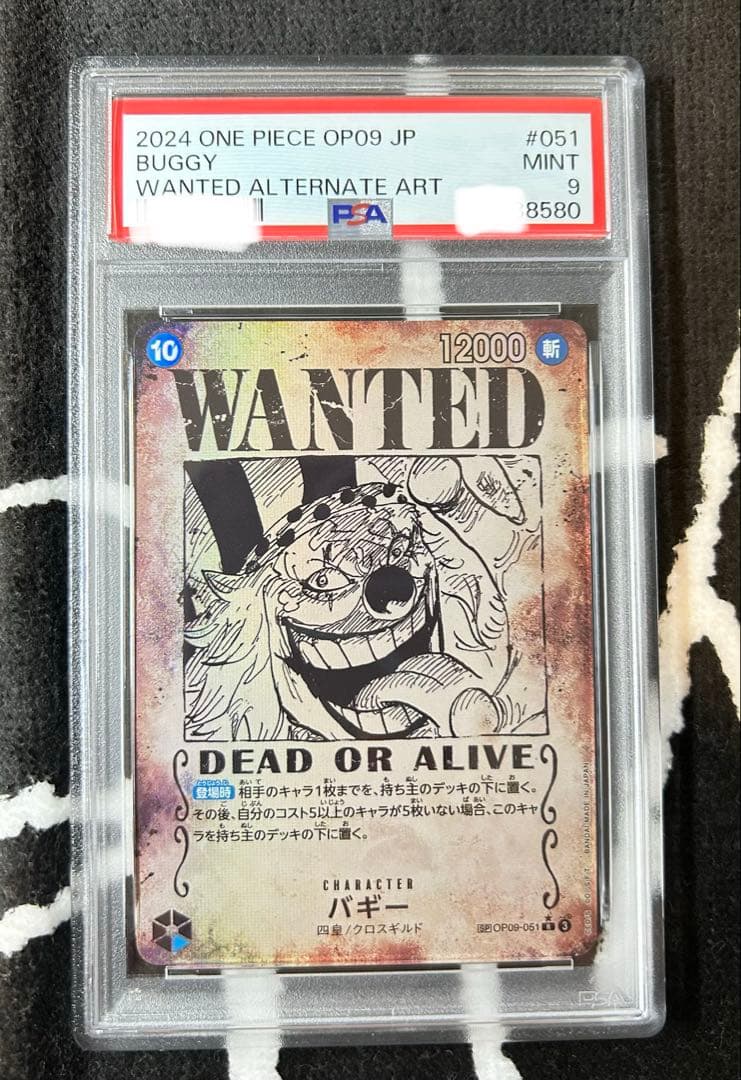 2024 ONE PIECE OP09 JP #051
BUGGY MINT
WANTED ALTERNATE ART 9
PSA 8580
10 12000 斬
WANTED
DEAD OR ALIVE
登場時 相手のキャラ1枚までを、持ち主のデッキの下に置く。
その後、自分のコスト5以上のキャラが5枚いない場合、このキャ
ラを持ち主のデッキの下に置く。
CHARACTER
バギー
四皇/クロスギルド
SP OP09-051 R 3
BANDAI MADE IN JAPAN
PSA